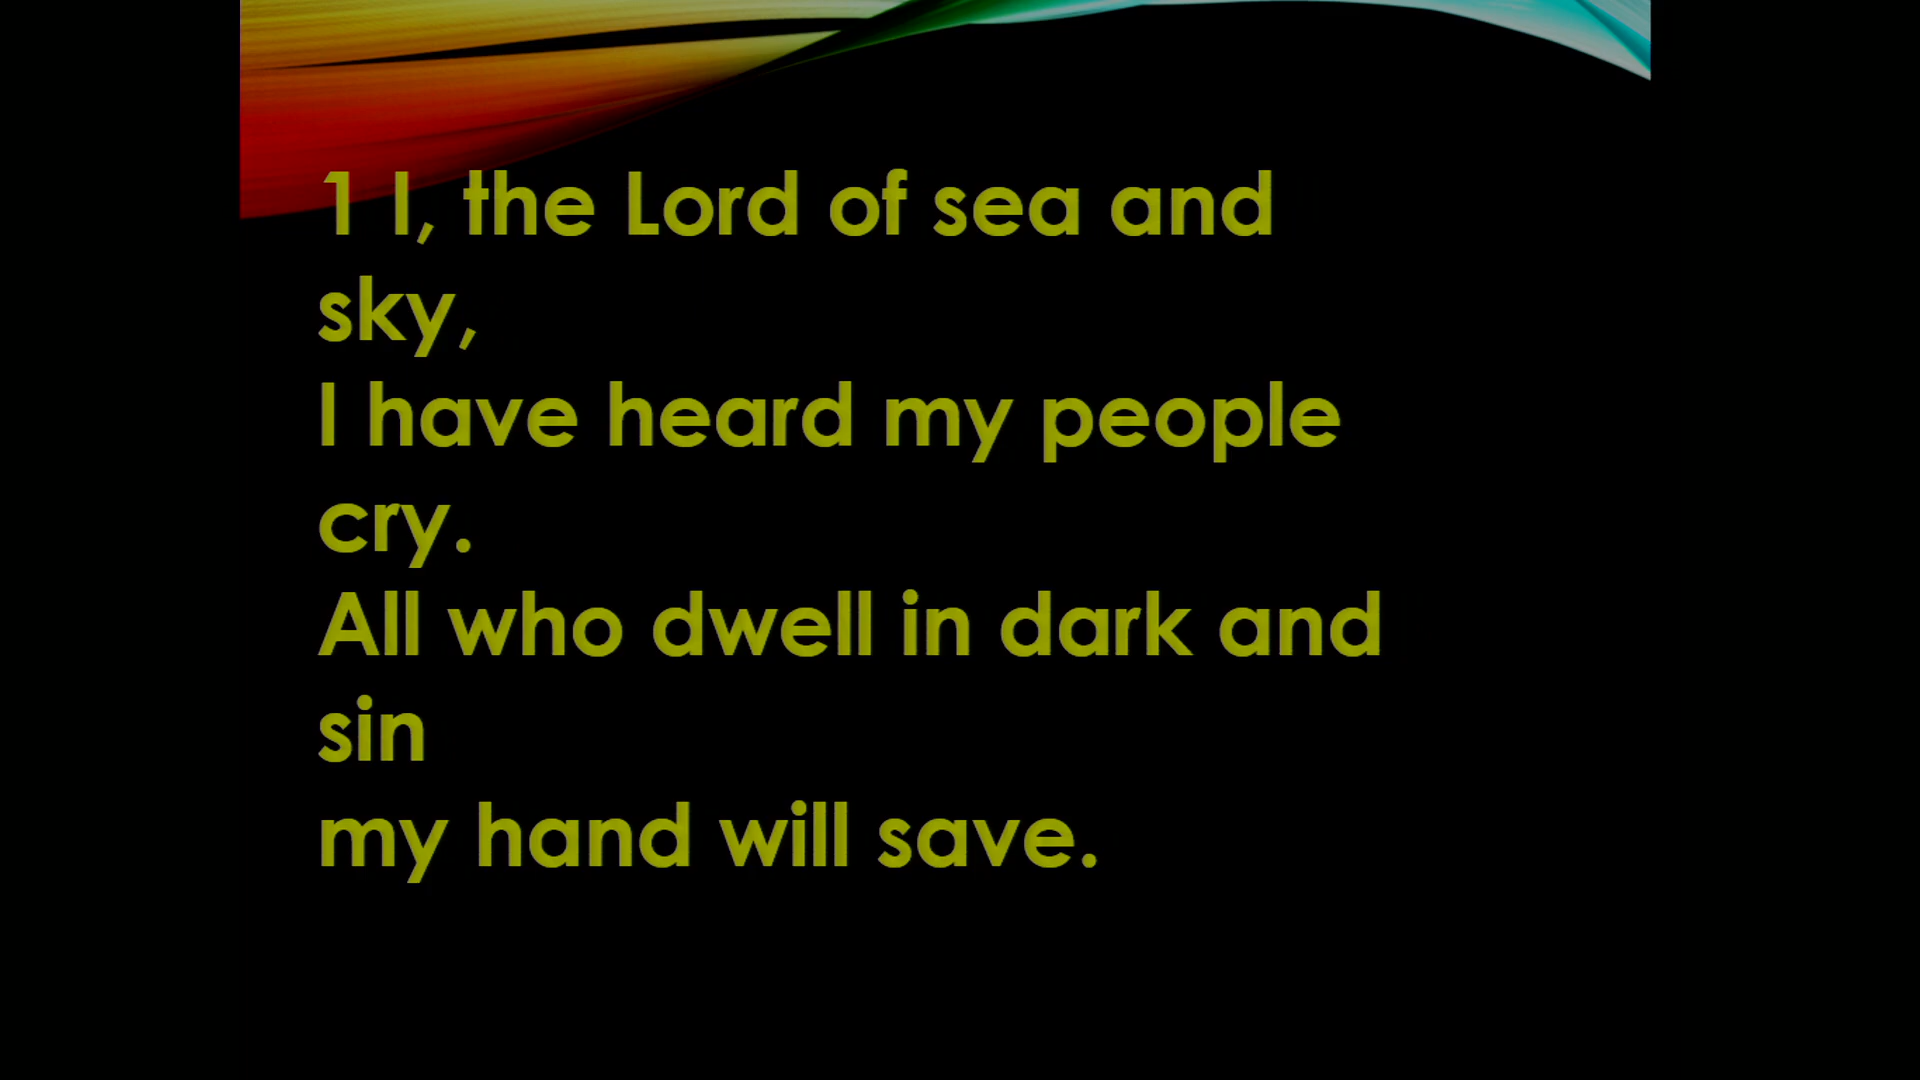 1 I, the Lord of sea and
sky,
I have heard my people
cry.
All who dwell in dark and
sin
my hand will save.